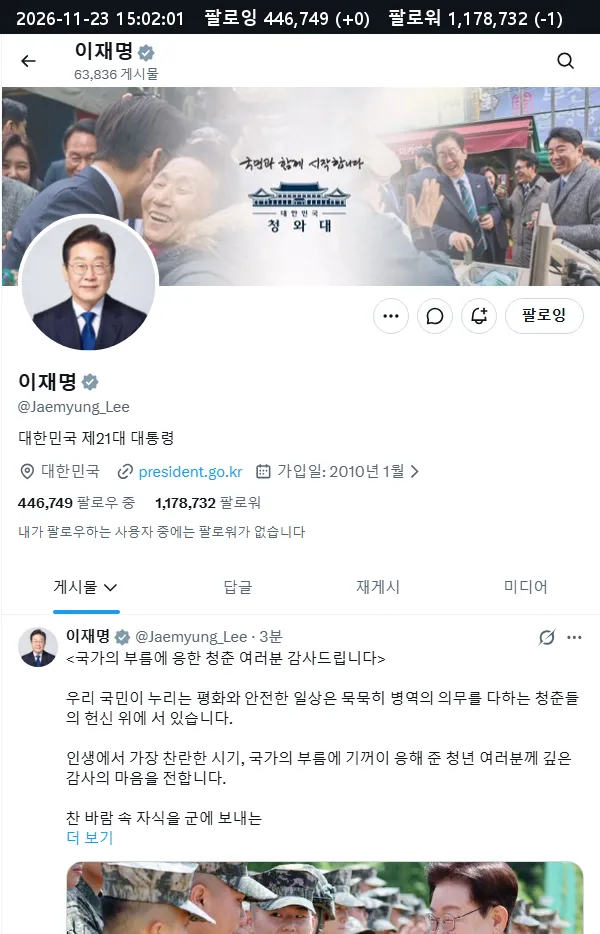 2026-11-23 15:02:01 팔로잉 446,749 (+0) 팔로워 1,178,732 (-1)
이재명
63,836 게시물
국민과 함께 시작합니다
대한민국
청와대
팔로잉
이재명
@Jaemyung_Lee
대한민국 제21대 대통령
대한민국 president.go.kr 가입일: 2010년 1월
446,749 팔로우 중 1,178,732 팔로워
내가 팔로우하는 사용자 중에는 팔로워가 없습니다
게시물 답글 재게시 미디어
이재명 @Jaemyung_Lee · 3분
<국가의 부름에 응한 청춘 여러분 감사드립니다>
우리 국민이 누리는 평화와 안전한 일상은 묵묵히 병역의 의무를 다하는 청춘들
의 헌신 위에 서 있습니다.
인생에서 가장 찬란한 시기, 국가의 부름에 기꺼이 응해 준 청년 여러분께 깊은
감사의 마음을 전합니다.
찬 바람 속 자식을 군에 보내는
더 보기